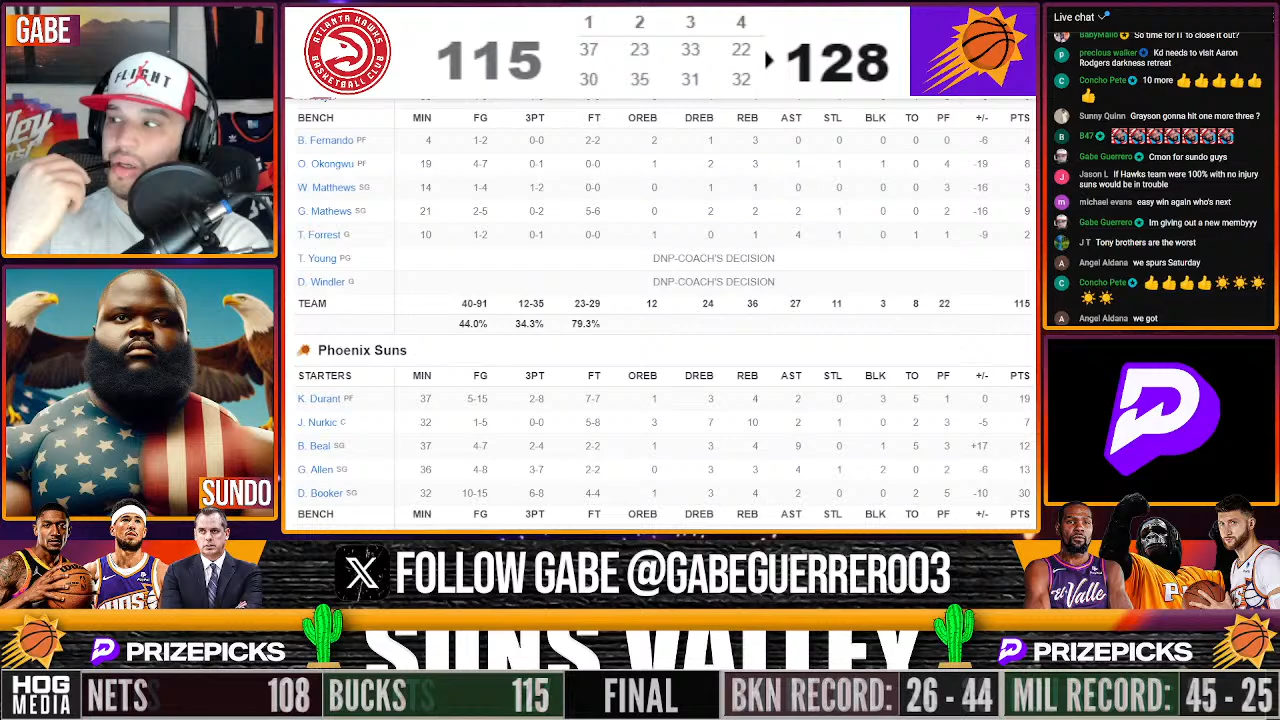 GABE
FLIGHT
SUNDO
ATLANTA HAWKS
BASKETBALL CLUB
115
1 2 3 4
37 23 33 22
30 35 31 32
128
BENCH MIN FG 3PT FT OREB DREB REB AST STL BLK TO PF +/- PTS
B. Fernando PF 4 1-2 0-0 2-2 2 1 3 0 0 0 0 0 -6 4
O. Okongwu PF 19 4-7 0-1 0-0 1 2 3 1 1 1 0 4 -19 8
W. Matthews SG 14 1-4 1-2 0-0 0 1 1 0 0 0 0 3 -16 3
G. Mathews SG 21 2-5 0-2 5-6 0 2 2 2 1 0 0 2 -16 9
T. Forrest G 10 1-2 0-1 0-0 1 0 1 4 1 0 1 1 -9 2
T. Young PG DNP-COACH'S DECISION
D. Windler G DNP-COACH'S DECISION
TEAM 40-91 12-35 23-29 12 24 36 27 11 3 8 22 115
44.0% 34.3% 79.3%
Phoenix Suns
STARTERS MIN FG 3PT FT OREB DREB REB AST STL BLK TO PF +/- PTS
K. Durant PF 37 5-15 2-8 7-7 1 3 4 2 0 3 5 1 0 19
J. Nurkic C 32 1-5 0-0 5-8 3 7 10 2 1 0 2 3 -5 7
B. Beal SG 37 4-7 2-4 2-2 1 3 4 9 0 1 5 3 +17 12
G. Allen SG 36 4-8 3-7 2-2 0 3 3 4 1 2 0 2 -6 13
D. Booker SG 32 10-15 6-8 4-4 1 3 4 2 0 0 2 5 -10 30
BENCH MIN FG 3PT FT OREB DREB REB AST STL BLK TO PF +/- PTS
Live chat
BabyMallo So time for IT to close it out?
precious walker Kd needs to visit Aaron
Rodgers darkness retreat
Concho Pete 10 more
Sunny Quinn Grayson gonna hit one more three ?
B47
Gabe Guerrero Cmon for sundo guys
Jason L If Hawks team were 100% with no injury
suns would be in trouble
michael evans easy win again who's next
Gabe Guerrero Im giving out a new membyyy
J T Tony brothers are the worst
Angel Aldana we spurs Saturday
Concho Pete
Angel Aldana we got
X FOLLOW GABE @GABEGUERRERO03
PRIZEPICKS SUNS VALLEY PRIZEPICKS
HOG
MEDIA
NETS 108 BUCKS 115 FINAL BKN RECORD: 26 - 44 MIL RECORD: 45 - 25